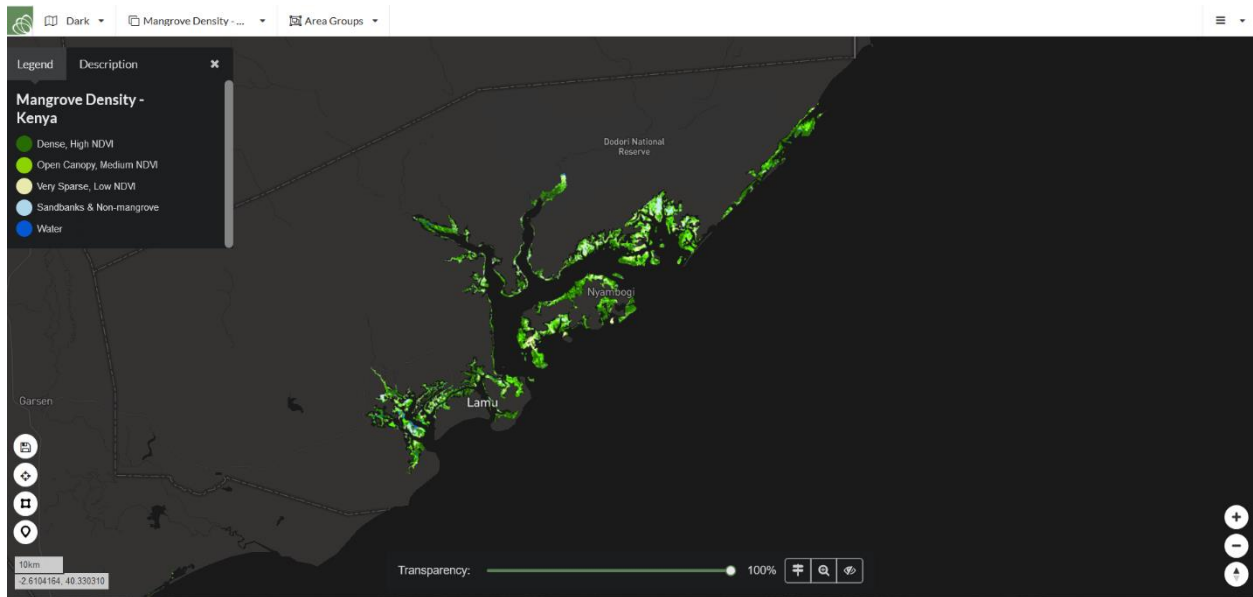 Dark
Mangrove Density - ...
Area Groups
Legend
Description
Mangrove Density -
Kenya
Dense, High NDVI
Open Canopy, Medium NDVI
Very Sparse, Low NDVI
Sandbanks & Non-mangrove
Water
Dodori National
Reserve
Nyambogi
Garsen
Lamu
10km
-2.6104164, 40.330310
Transparency:
100%